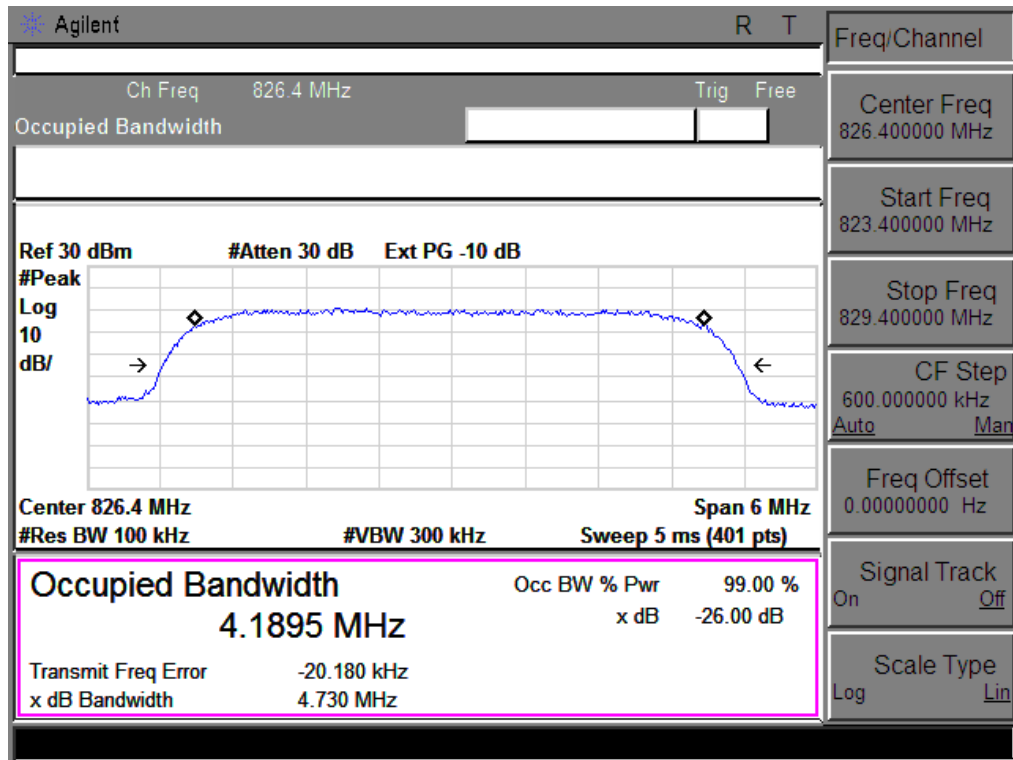 Agilent R T
Ch Freq 826.4 MHz Trig Free
Occupied Bandwidth
Ref 30 dBm #Atten 30 dB Ext PG -10 dB
#Peak
Log
10
dB/
Center 826.4 MHz Span 6 MHz
#Res BW 100 kHz #VBW 300 kHz Sweep 5 ms (401 pts)
Occupied Bandwidth
4.1895 MHz
Occ BW % Pwr 99.00 %
x dB -26.00 dB
Transmit Freq Error -20.180 kHz
x dB Bandwidth 4.730 MHz
Freq/Channel
Center Freq
826.400000 MHz
Start Freq
823.400000 MHz
Stop Freq
829.400000 MHz
CF Step
600.000000 kHz
Auto Man
Freq Offset
0.00000000 Hz
Signal Track
On Off
Scale Type
Log Lin